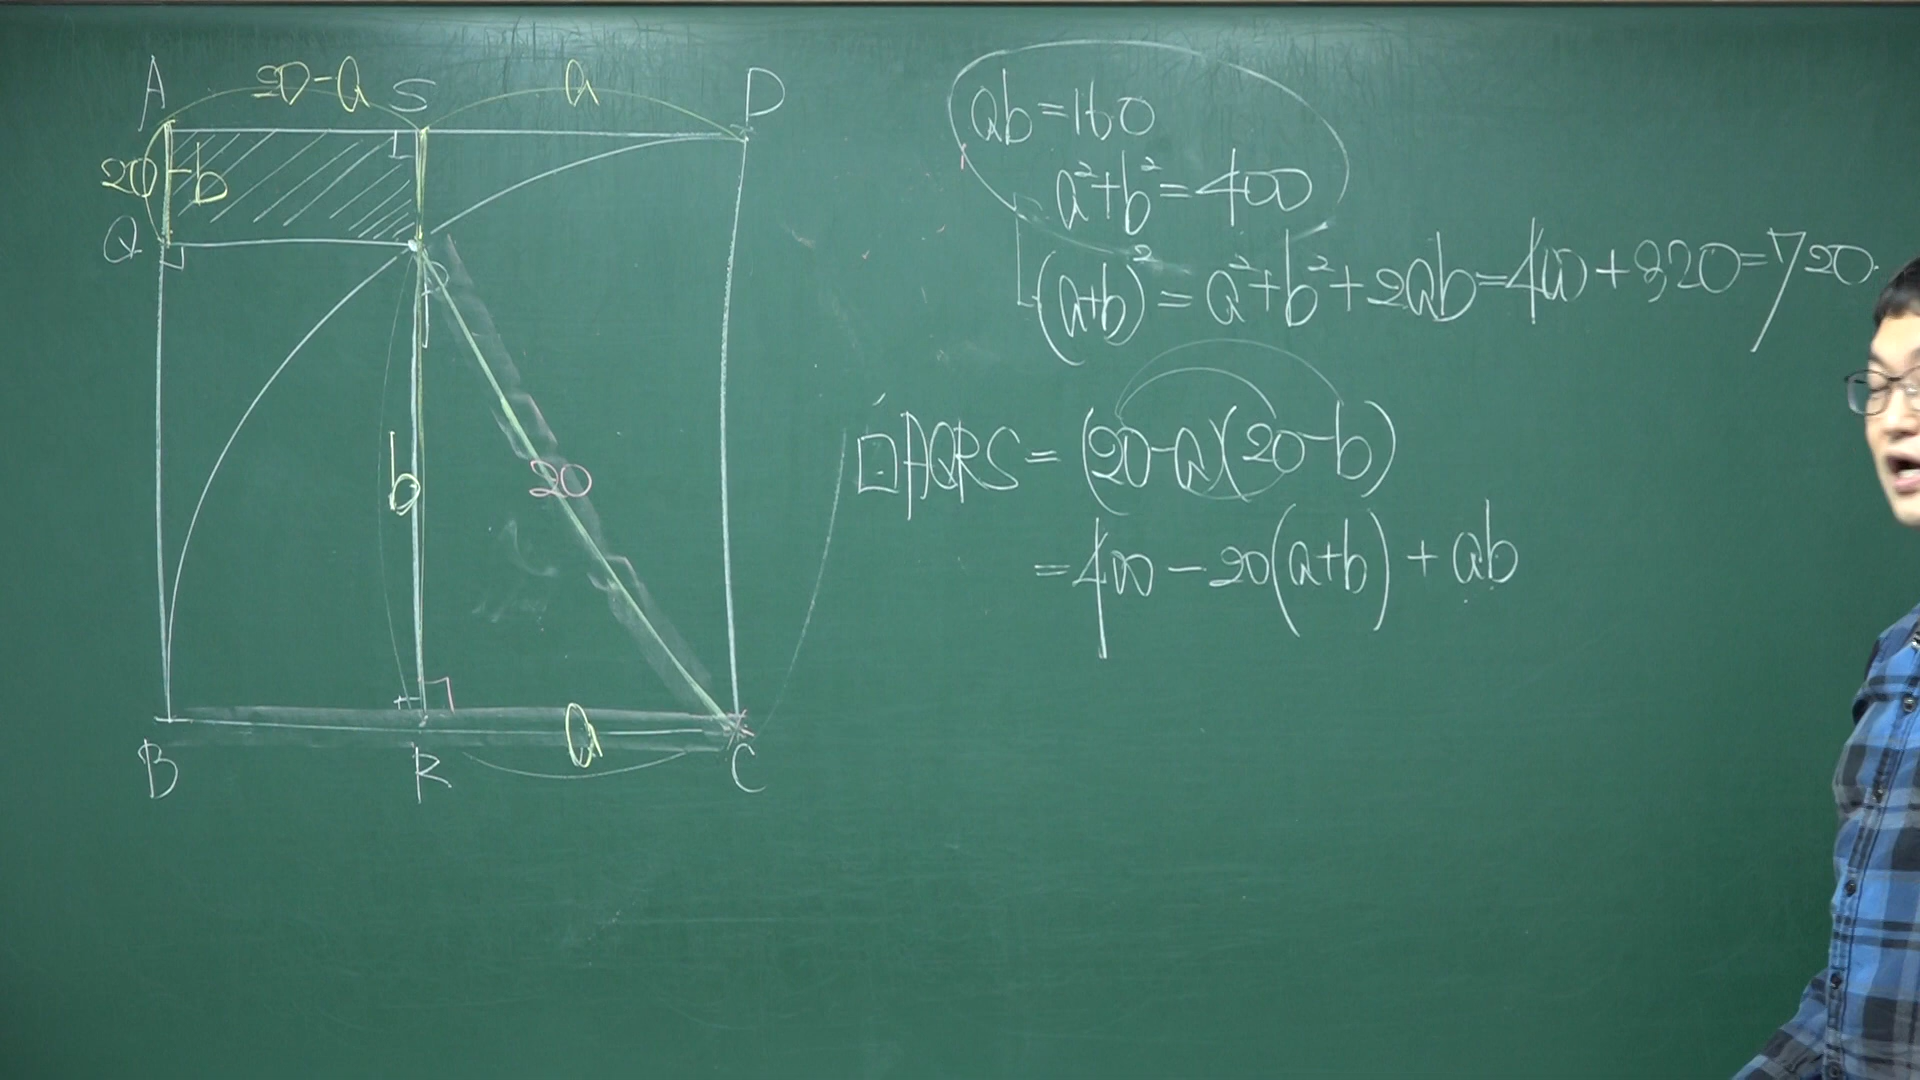 A 20-a S a D
20-b
Q P
b 20
a
B R C
ab=160
a²+b²=400
(a+b)²=a²+b²+2ab=400+320=720.
□AQRS=(20-a)(20-b)
=400-20(a+b)+ab